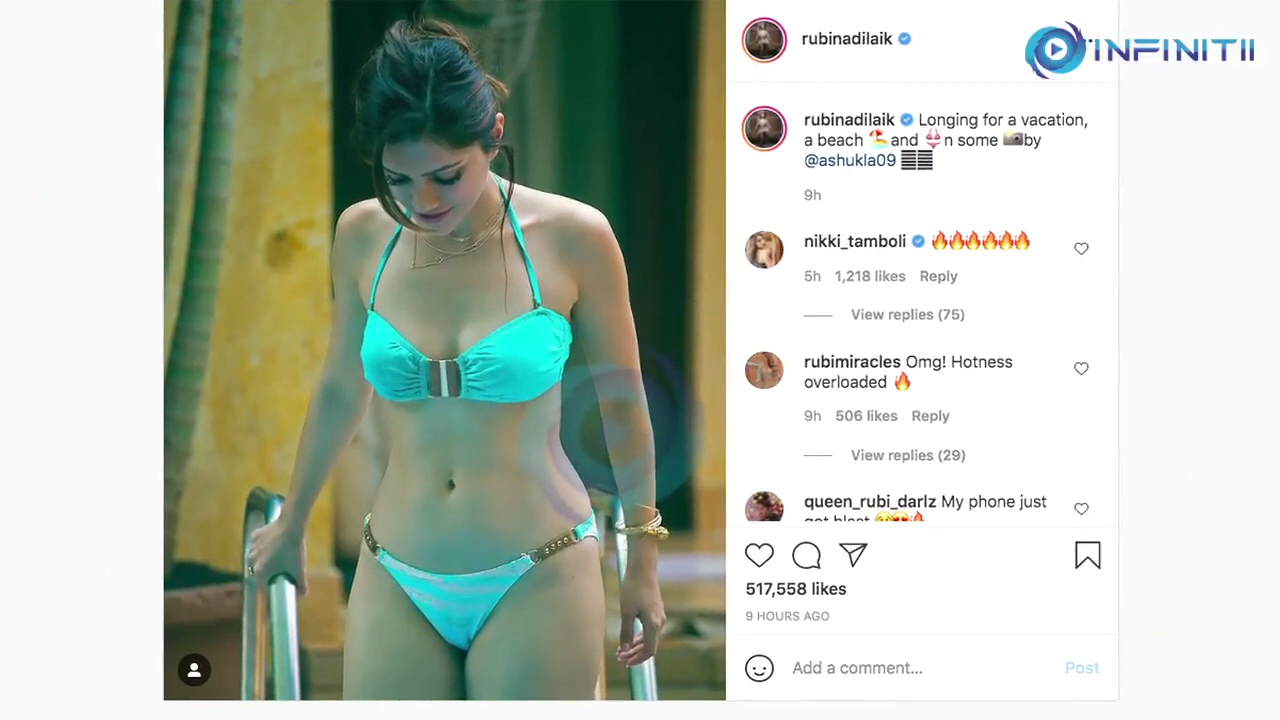 rubinadilaik
INFINITII
rubinadilaik Longing for a vacation,
a beach 🏖️and 👙n some 📸by
@ashukla09
9h
nikki_tamboli 🔥🔥🔥🔥🔥🔥
5h 1,218 likes Reply
View replies (75)
rubimiracles Omg! Hotness
overloaded 🔥
9h 506 likes Reply
View replies (29)
queen_rubi_darlz My phone just
517,558 likes
9 HOURS AGO
Add a comment... Post